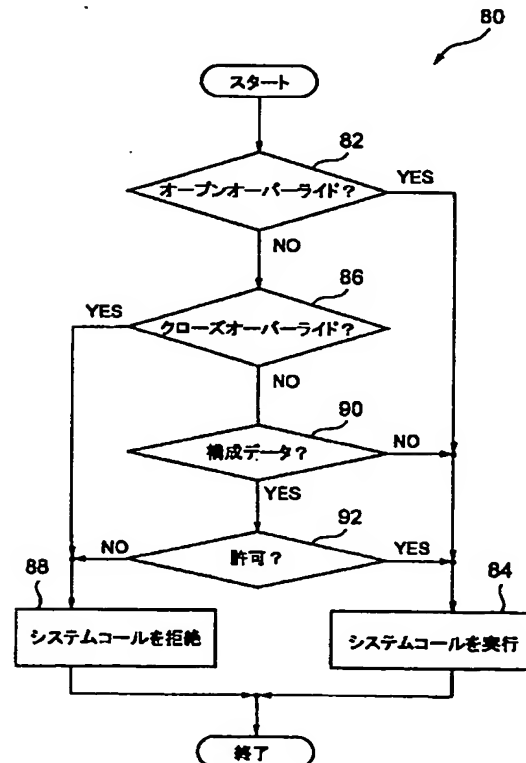 80
スタート
82
オープンオーバーライド?
YES
NO
86
YES
クローズオーバーライド?
NO
90
構成データ?
NO
YES
92
NO
許可?
YES
88
84
システムコールを拒絶
システムコールを実行
終了